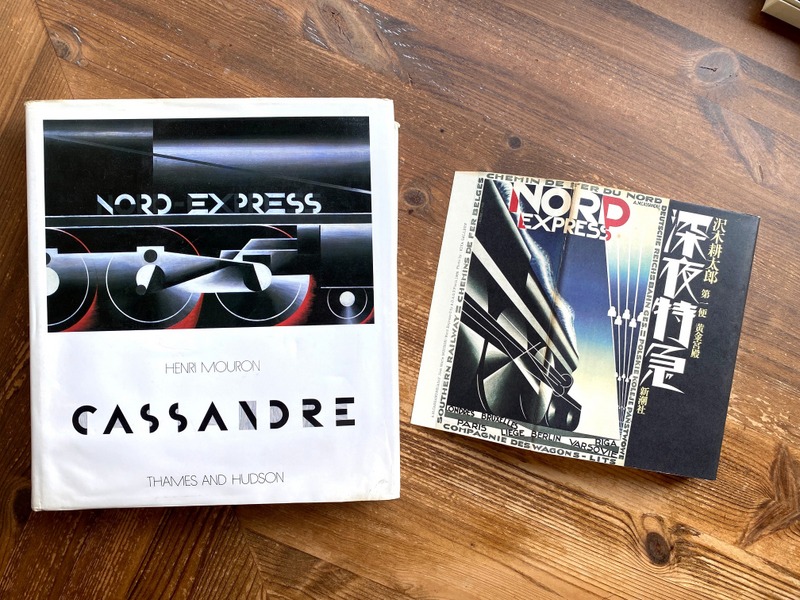 NORD EXPRESS
HENRI MOURON
CASSANDRE
THAMES AND HUDSON
CHEMIN DE FER DU NORD
NORD
EXPRESS
SOUTHERN RAILWAY = CHEMINS DE FER BELGES
LONDRES BRUXELLES RIGA
PARIS LIEGE BERLIN VARSOVIE
COMPAGNIE DES WAGONS-LITS
沢木耕太郎
深夜特急
第一便 黄金宮殿
新潮社